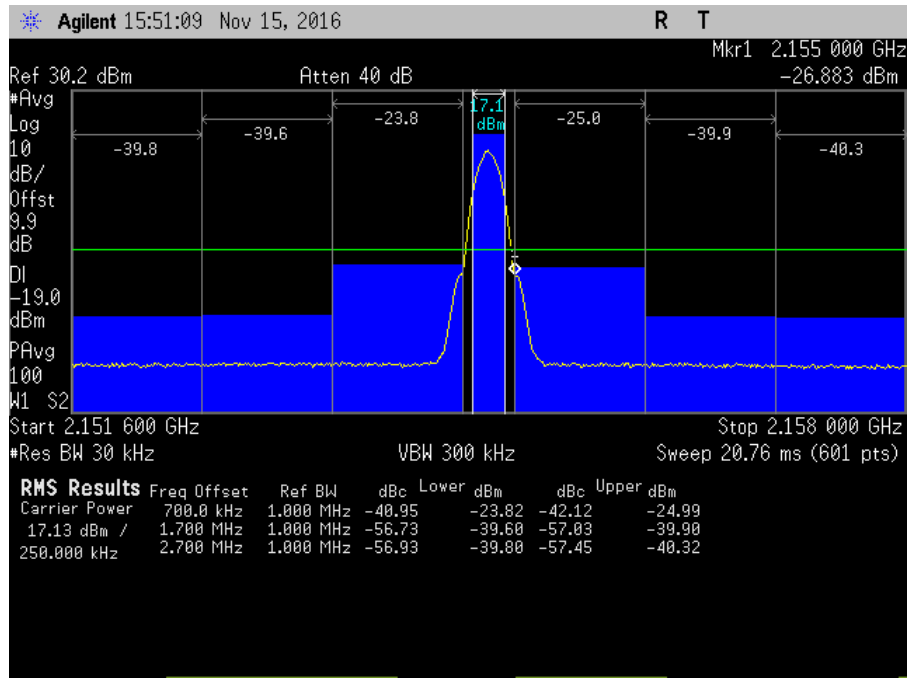 Agilent 15:51:09 Nov 15, 2016 R T
Mkr1 2.155 000 GHz
Ref 30.2 dBm Atten 40 dB -26.883 dBm
#Avg
Log
10
dB/
Offst
9.9
dB
DI
-19.0
dBm
PAvg
100
W1 S2
-39.8 -39.6 -23.8 17.1 dBm -25.0 -39.9 -40.3
Start 2.151 600 GHz Stop 2.158 000 GHz
#Res BW 30 kHz VBW 300 kHz Sweep 20.76 ms (601 pts)
RMS Results Freq Offset Ref BW dBc Lower dBm dBc Upper dBm
Carrier Power 700.0 kHz 1.000 MHz -40.95 -23.82 -42.12 -24.99
17.13 dBm / 1.700 MHz 1.000 MHz -56.73 -39.60 -57.03 -39.90
250.000 kHz 2.700 MHz 1.000 MHz -56.93 -39.80 -57.45 -40.32